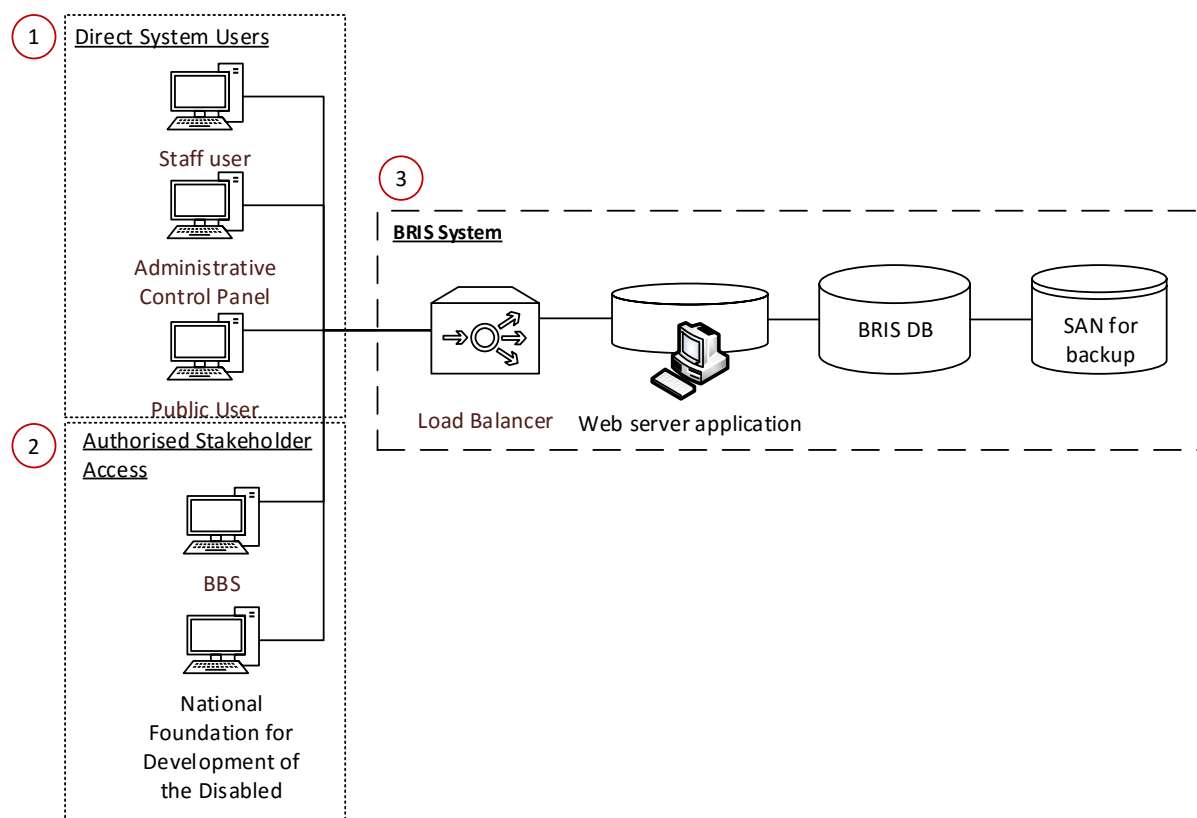 1
Direct System Users
Staff user
Administrative
Control Panel
Public User
2
Authorised Stakeholder
Access
BBS
National
Foundation for
Development of
the Disabled
3
BRIS System
Load Balancer
Web server application
BRIS DB
SAN for
backup